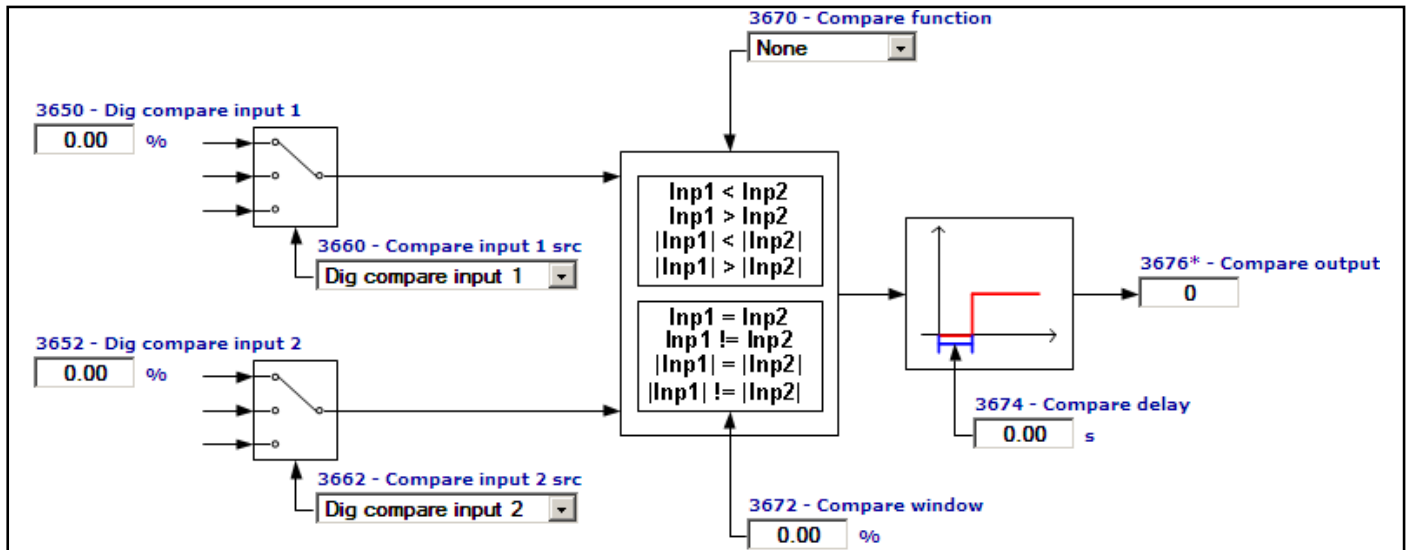 3670 - Compare function
None
3650 - Dig compare input 1
0.00 %
3660 - Compare input 1 src
Dig compare input 1
Inp1 < Inp2
Inp1 > Inp2
|Inp1| < |Inp2|
|Inp1| > |Inp2|
Inp1 = Inp2
Inp1 != Inp2
|Inp1| = |Inp2|
|Inp1| != |Inp2|
3676* - Compare output
0
3652 - Dig compare input 2
0.00 %
3674 - Compare delay
0.00 s
3662 - Compare input 2 src
Dig compare input 2
3672 - Compare window
0.00 %